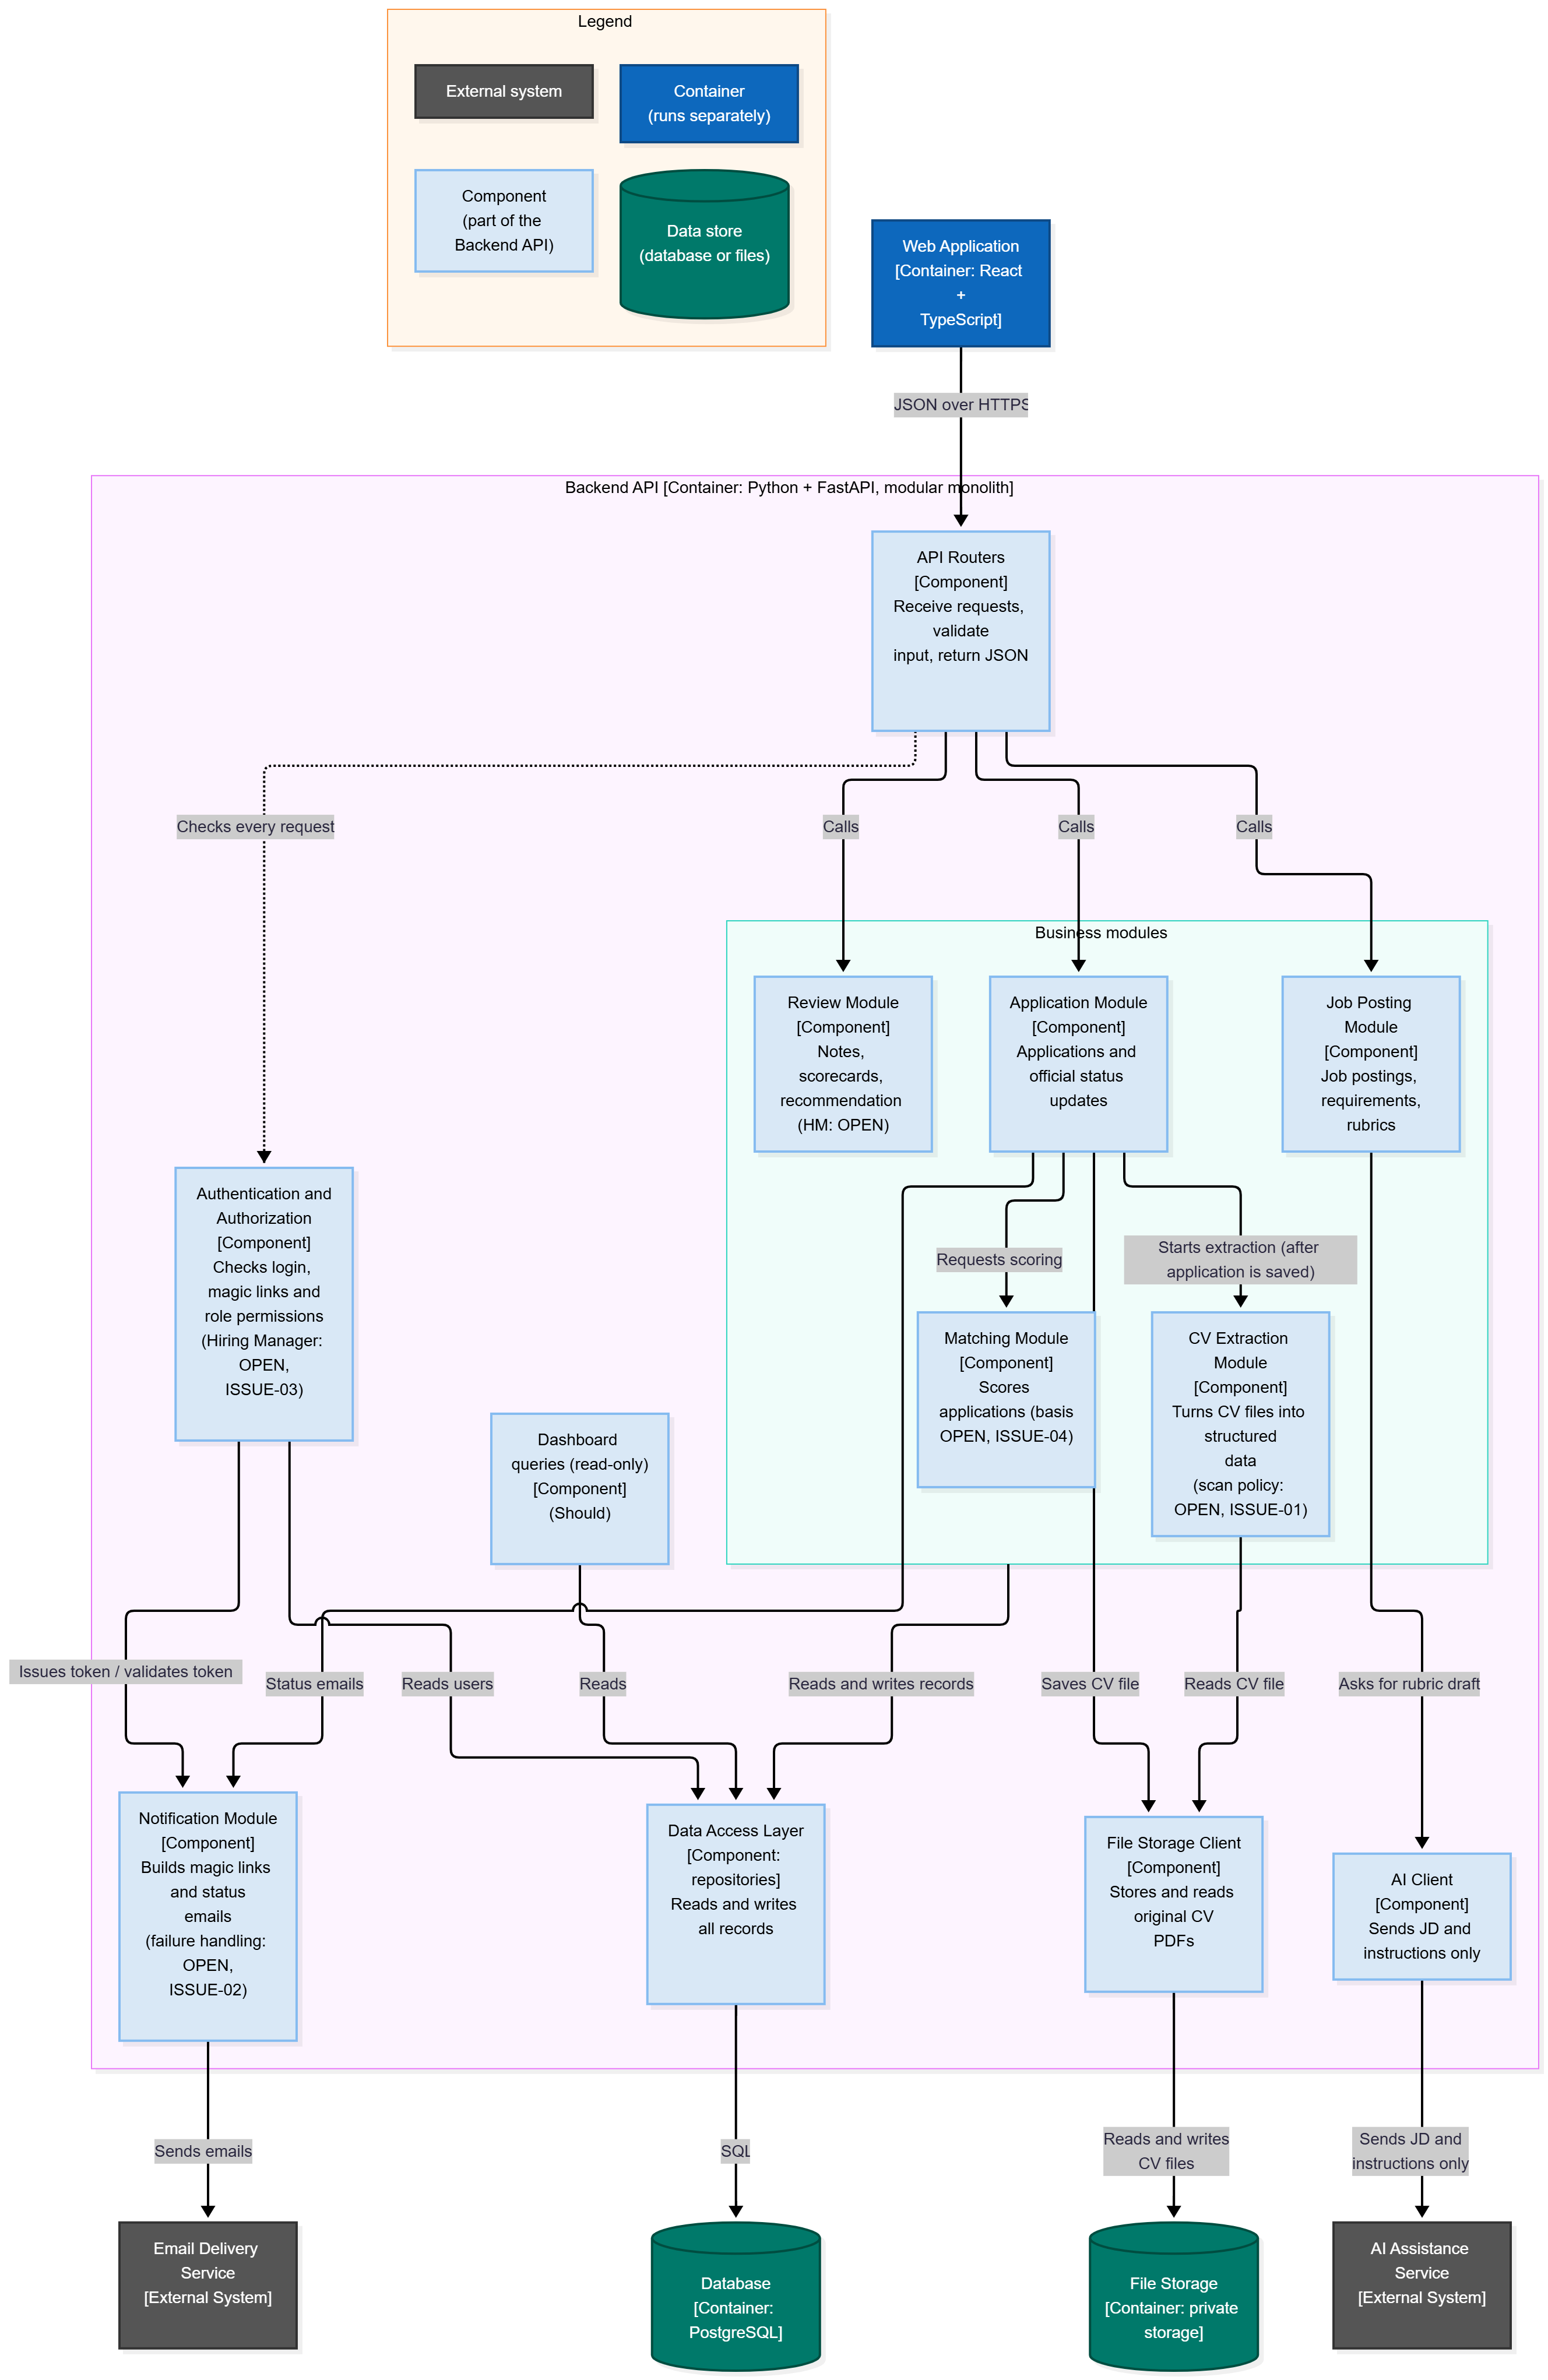 Legend
External system
Container
(runs separately)
Component
(part of the
Backend API)
Data store
(database or files)
Web Application
[Container: React
+
TypeScript]
JSON over HTTPS
Backend API [Container: Python + FastAPI, modular monolith]
API Routers
[Component]
Receive requests,
validate
input, return JSON
Checks every request
Calls
Calls
Calls
Business modules
Review Module
[Component]
Notes,
scorecards,
recommendation
(HM: OPEN)
Application Module
[Component]
Applications and
official status
updates
Job Posting
Module
[Component]
Job postings,
requirements,
rubrics
Authentication and
Authorization
[Component]
Checks login,
magic links and
role permissions
(Hiring Manager:
OPEN,
ISSUE-03)
Requests scoring
Starts extraction (after
application is saved)
Matching Module
[Component]
Scores
applications (basis
OPEN, ISSUE-04)
CV Extraction
Module
[Component]
Turns CV files into
structured
data
(scan policy:
OPEN, ISSUE-01)
Dashboard
queries (read-only)
[Component]
(Should)
Issues token / validates token
Status emails
Reads users
Reads
Reads and writes records
Saves CV file
Reads CV file
Asks for rubric draft
Notification Module
[Component]
Builds magic links
and status
emails
(failure handling:
OPEN,
ISSUE-02)
Data Access Layer
[Component:
repositories]
Reads and writes
all records
File Storage Client
[Component]
Stores and reads
original CV
PDFs
AI Client
[Component]
Sends JD and
instructions only
Sends emails
SQL
Reads and writes
CV files
Sends JD and
instructions only
Email Delivery
Service
[External System]
Database
[Container:
PostgreSQL]
File Storage
[Container: private
storage]
AI Assistance
Service
[External System]